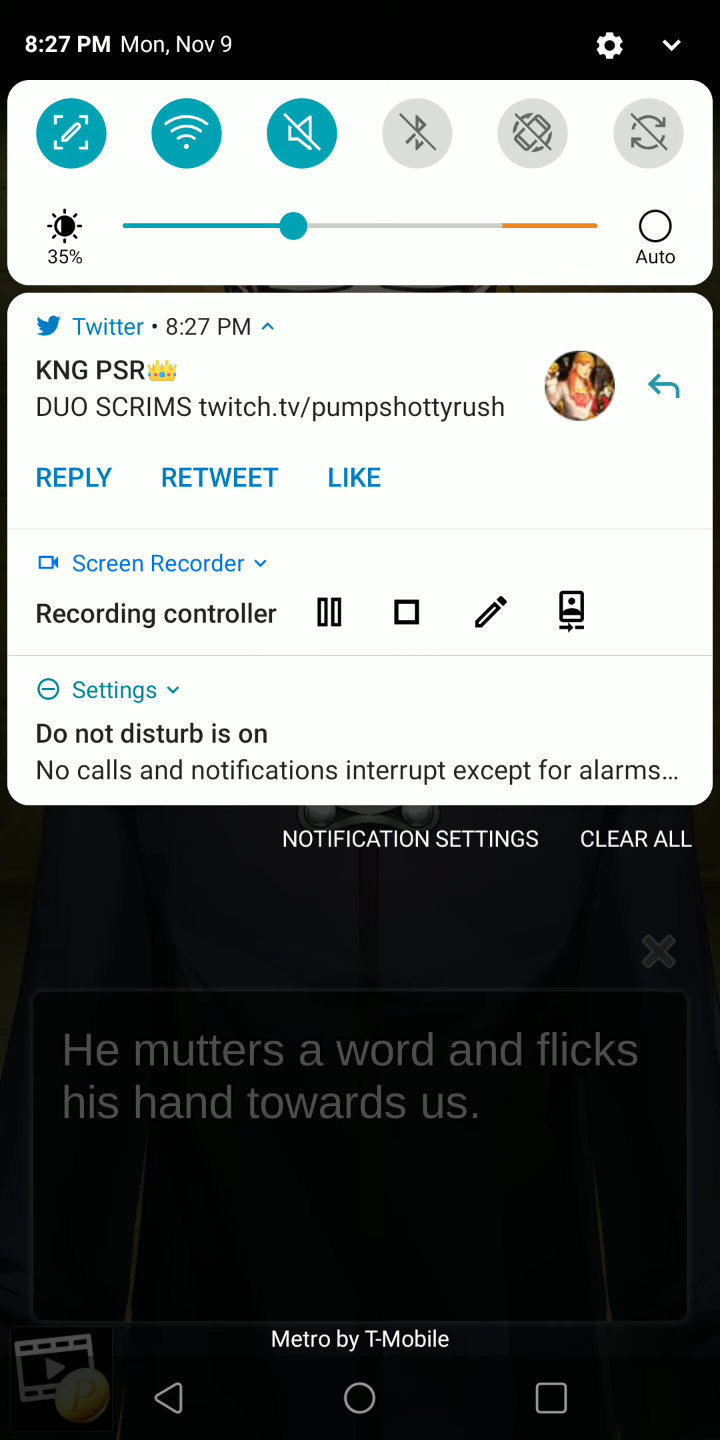 8:27 PM Mon, Nov 9
35%
Auto
Twitter • 8:27 PM
KNG PSR👑
DUO SCRIMS twitch.tv/pumpshottyrush
REPLY RETWEET LIKE
Screen Recorder
Recording controller
Settings
Do not disturb is on
No calls and notifications interrupt except for alarms...
NOTIFICATION SETTINGS CLEAR ALL
He mutters a word and flicks
his hand towards us.
Metro by T-Mobile
P